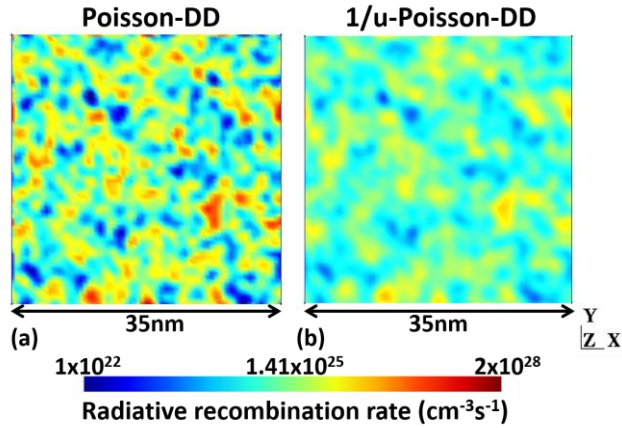 Poisson-DD
1/u-Poisson-DD
35nm
35nm
(a)
(b)
Y
Z X
1x10²² 1.41x10²⁵ 2x10²⁸
Radiative recombination rate (cm⁻³s⁻¹)